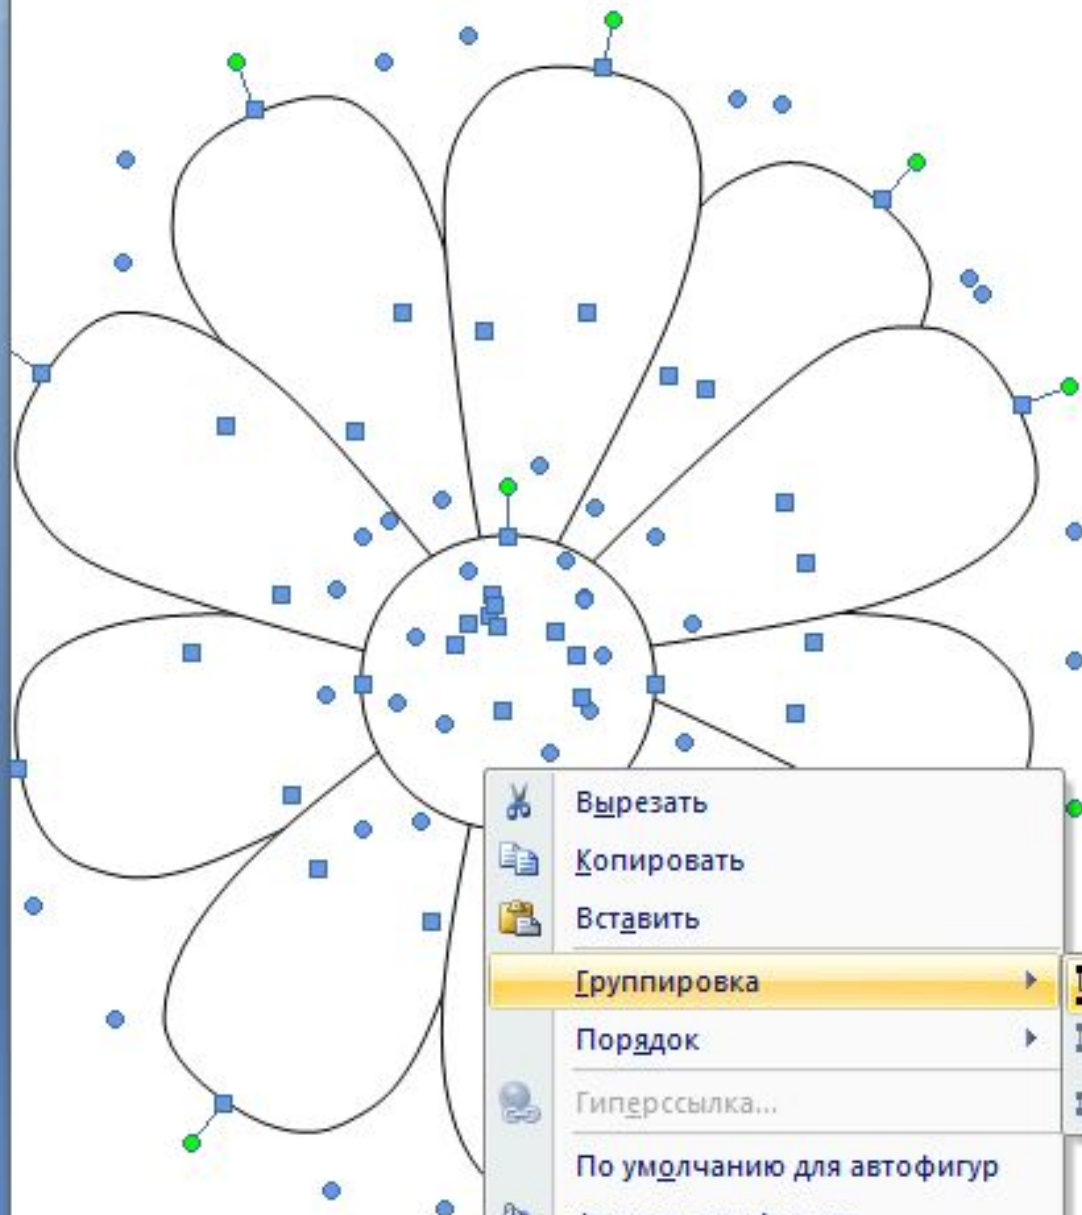 Вырезать
Копировать
Вставить
Группировка
Порядок
Гиперссылка...
По умолчанию для автофигур